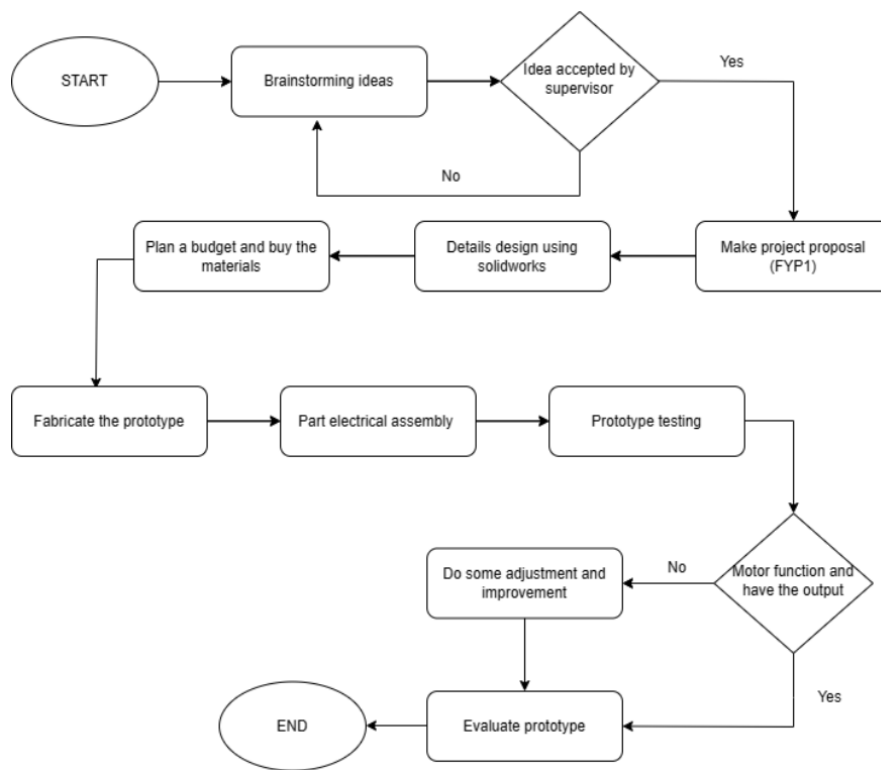 START
Brainstorming ideas
Idea accepted by
supervisor
Yes
No
Plan a budget and buy the
materials
Details design using
solidworks
Make project proposal
(FYP1)
Fabricate the prototype
Part electrical assembly
Prototype testing
Do some adjustment and
improvement
No
Motor function and
have the output
Yes
END
Evaluate prototype